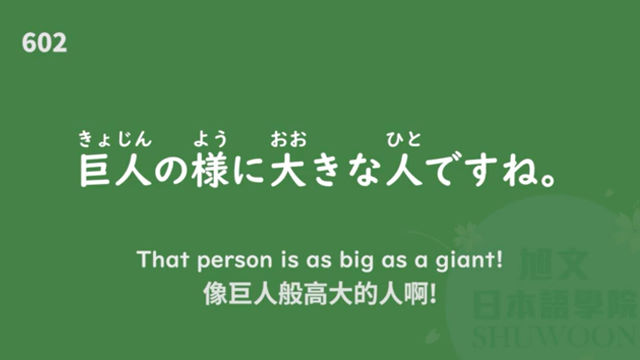 602
きょじん よう おお ひと
巨人の様に大きな人ですね。
That person is as big as a giant!
像巨人般高大的人啊!
旭文
日本語學院
SHUWOON